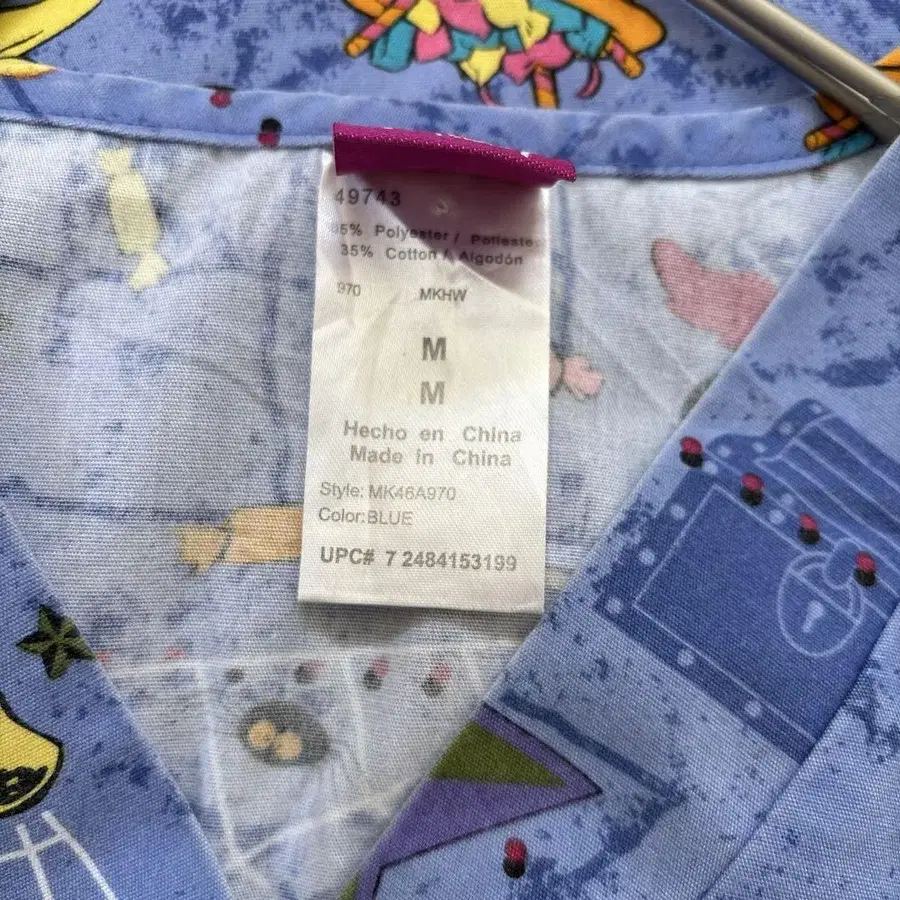 49743
65% Polyester / Poliester
35% Cotton / Algodón
970 MKHW
M
M
Hecho en China
Made in China
Style: MK46A970
Color:BLUE
UPC# 7 2484153199